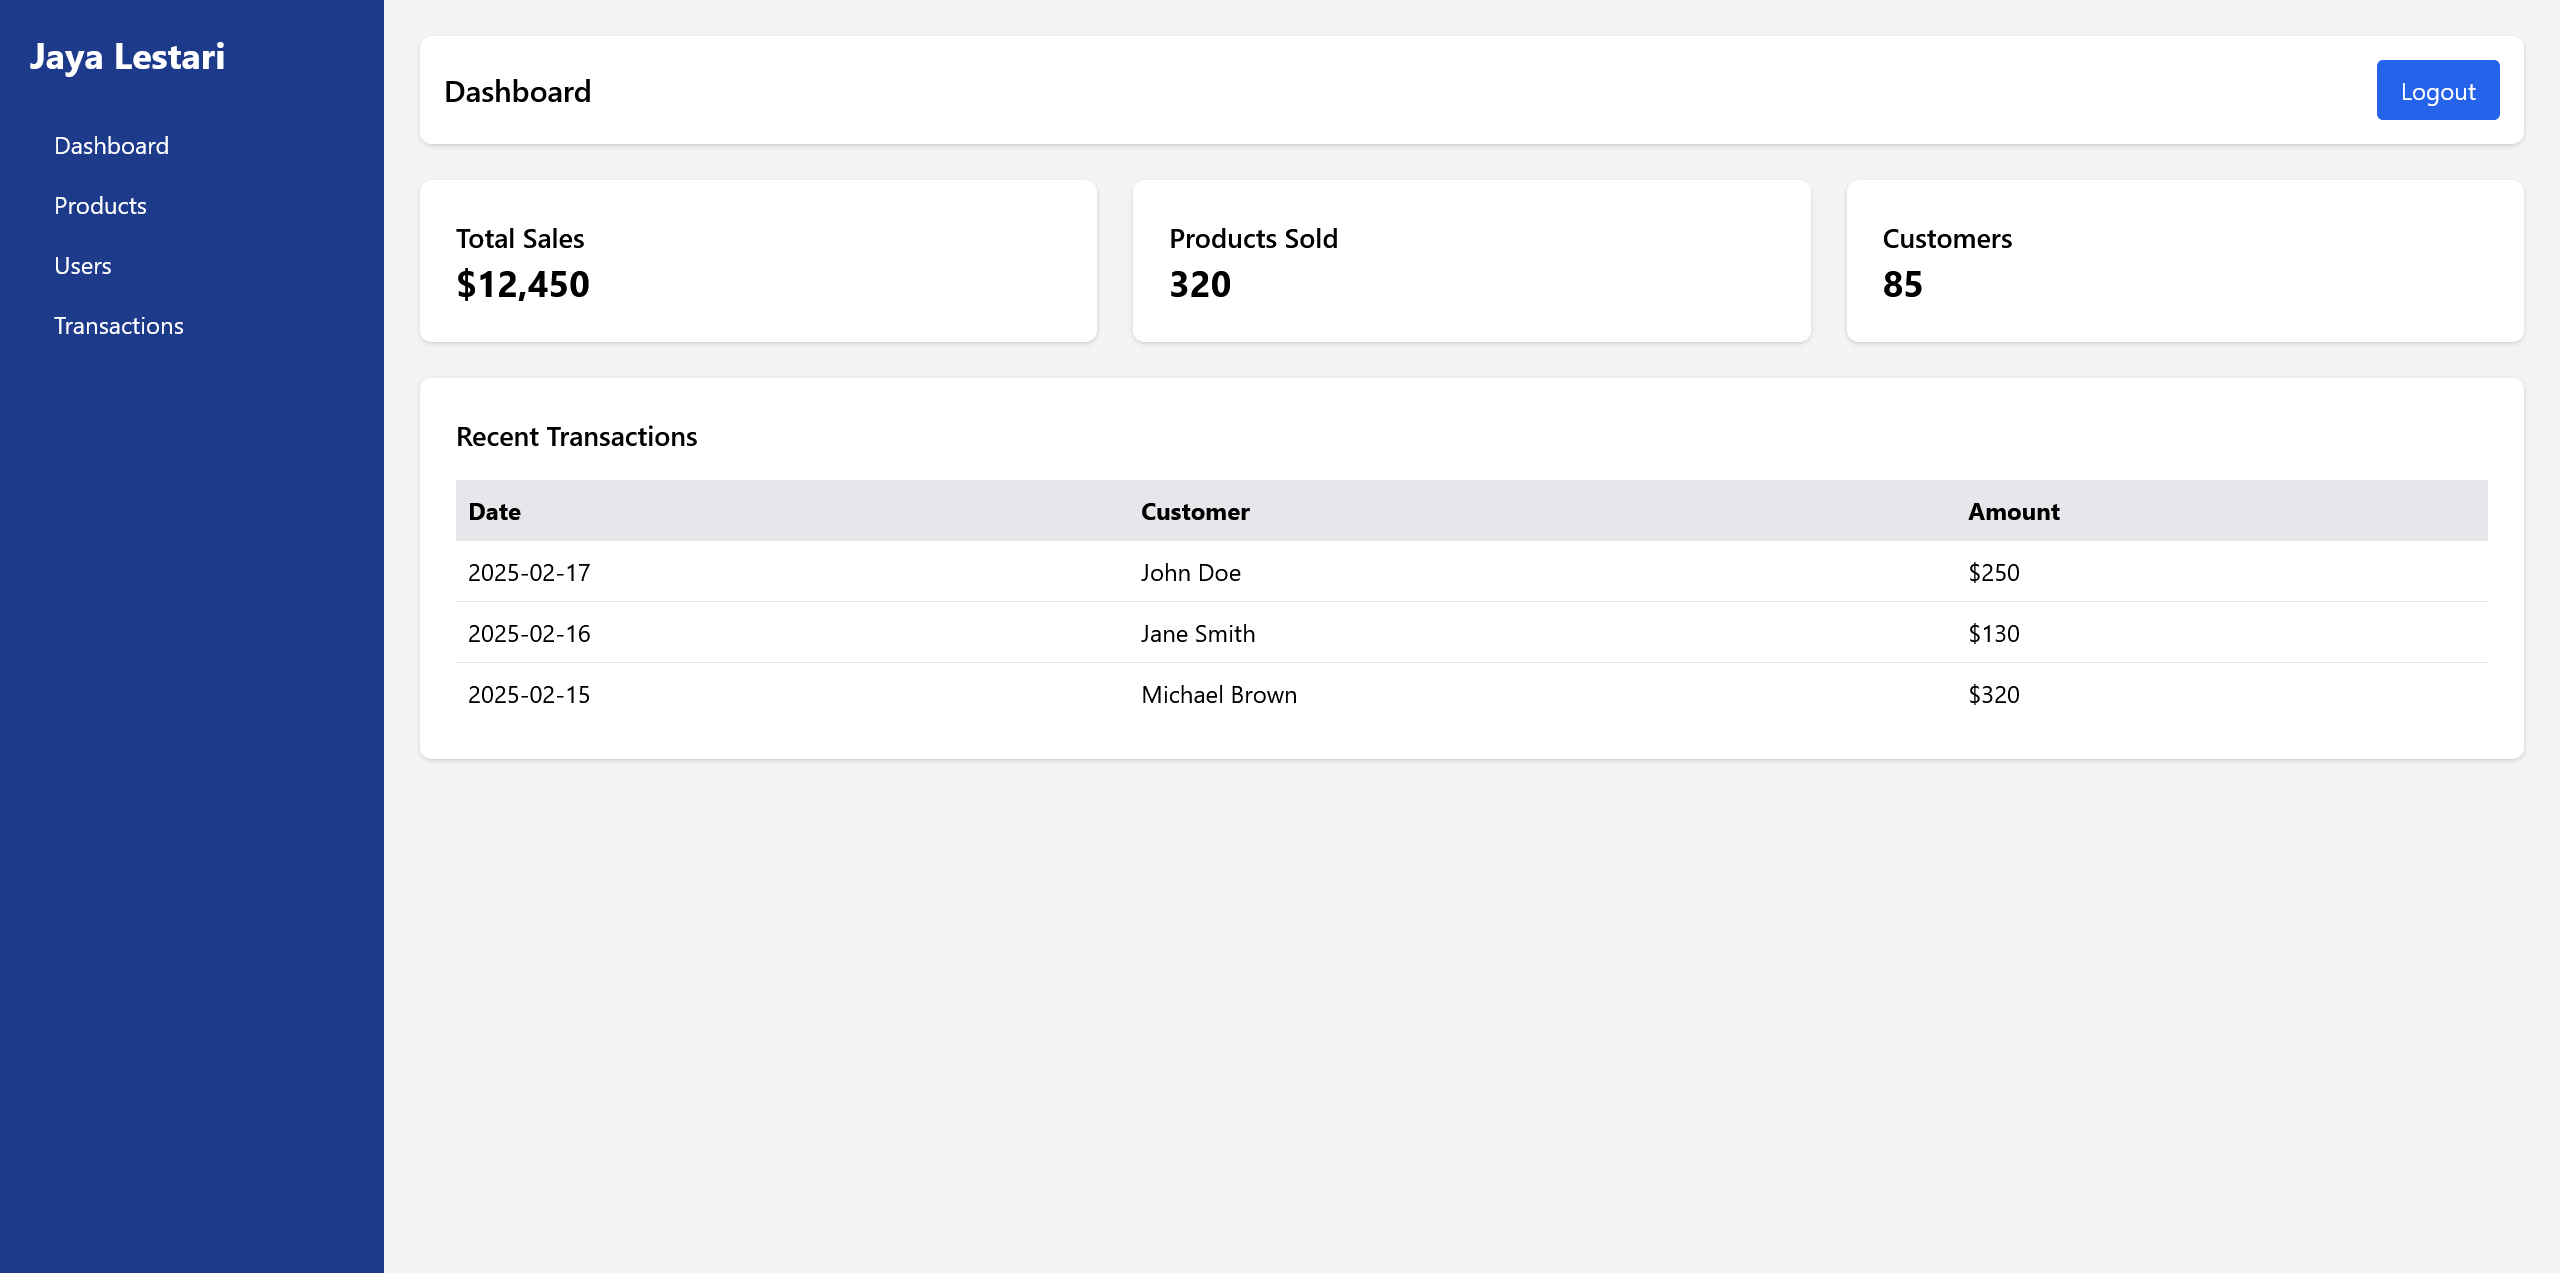 Jaya Lestari
Dashboard
Products
Users
Transactions
Dashboard
Logout
Total Sales
$12,450
Products Sold
320
Customers
85
Recent Transactions
Date Customer Amount
2025-02-17 John Doe $250
2025-02-16 Jane Smith $130
2025-02-15 Michael Brown $320